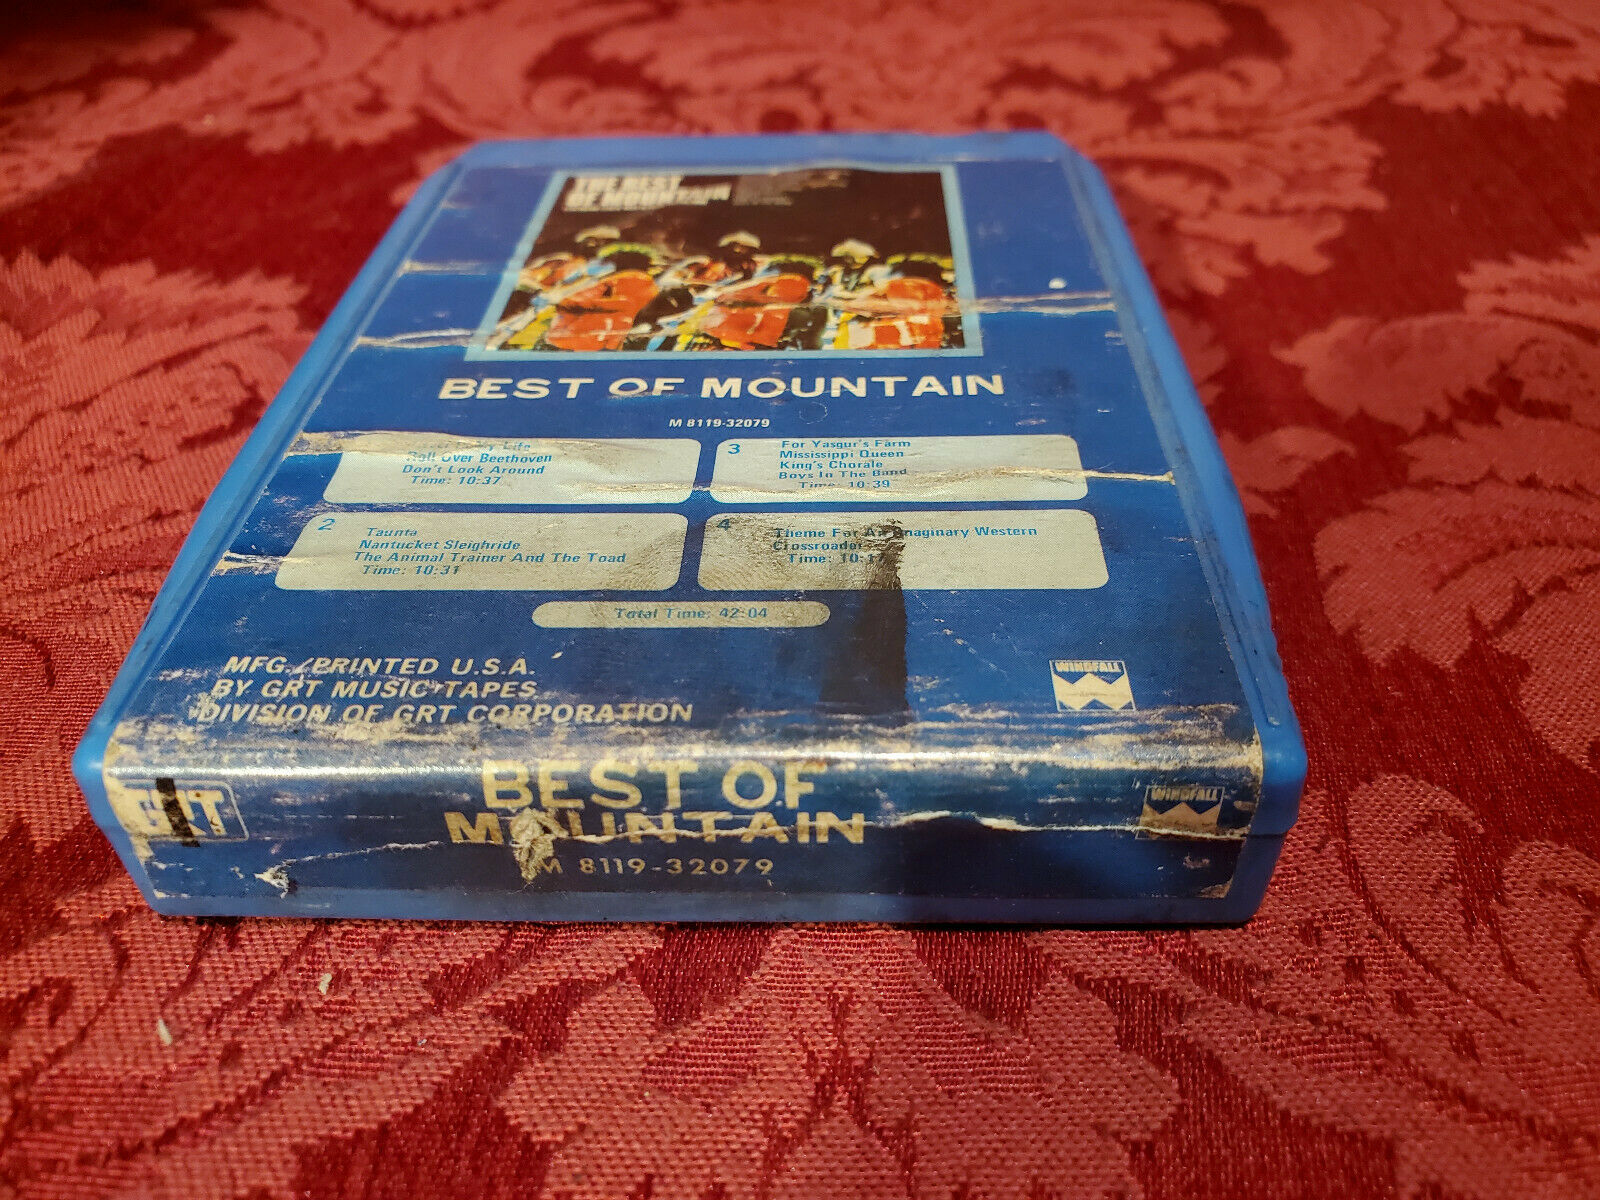 THE BEST
OF MOUNTAIN
BEST OF MOUNTAIN
M 8119-32079
Life
Roll Over Beethoven
Don't Look Around
Time: 10:37
2
Taunta
Nantucket Sleighride
The Animal Trainer And The Toad
Time: 10:31
3
For Yasgur's Farm
Mississippi Queen
King's Chorale
Boys In The Band
Time: 10:39
4
Theme For An Imaginary Western
Crossroader
Time:
Total Time: 42:04
MFG./PRINTED U.S.A.
BY GRT MUSIC TAPES
DIVISION OF GRT CORPORATION
WINDFALL
GRT
BEST OF
MOUNTAIN
M 8119-32079
WINDFALL